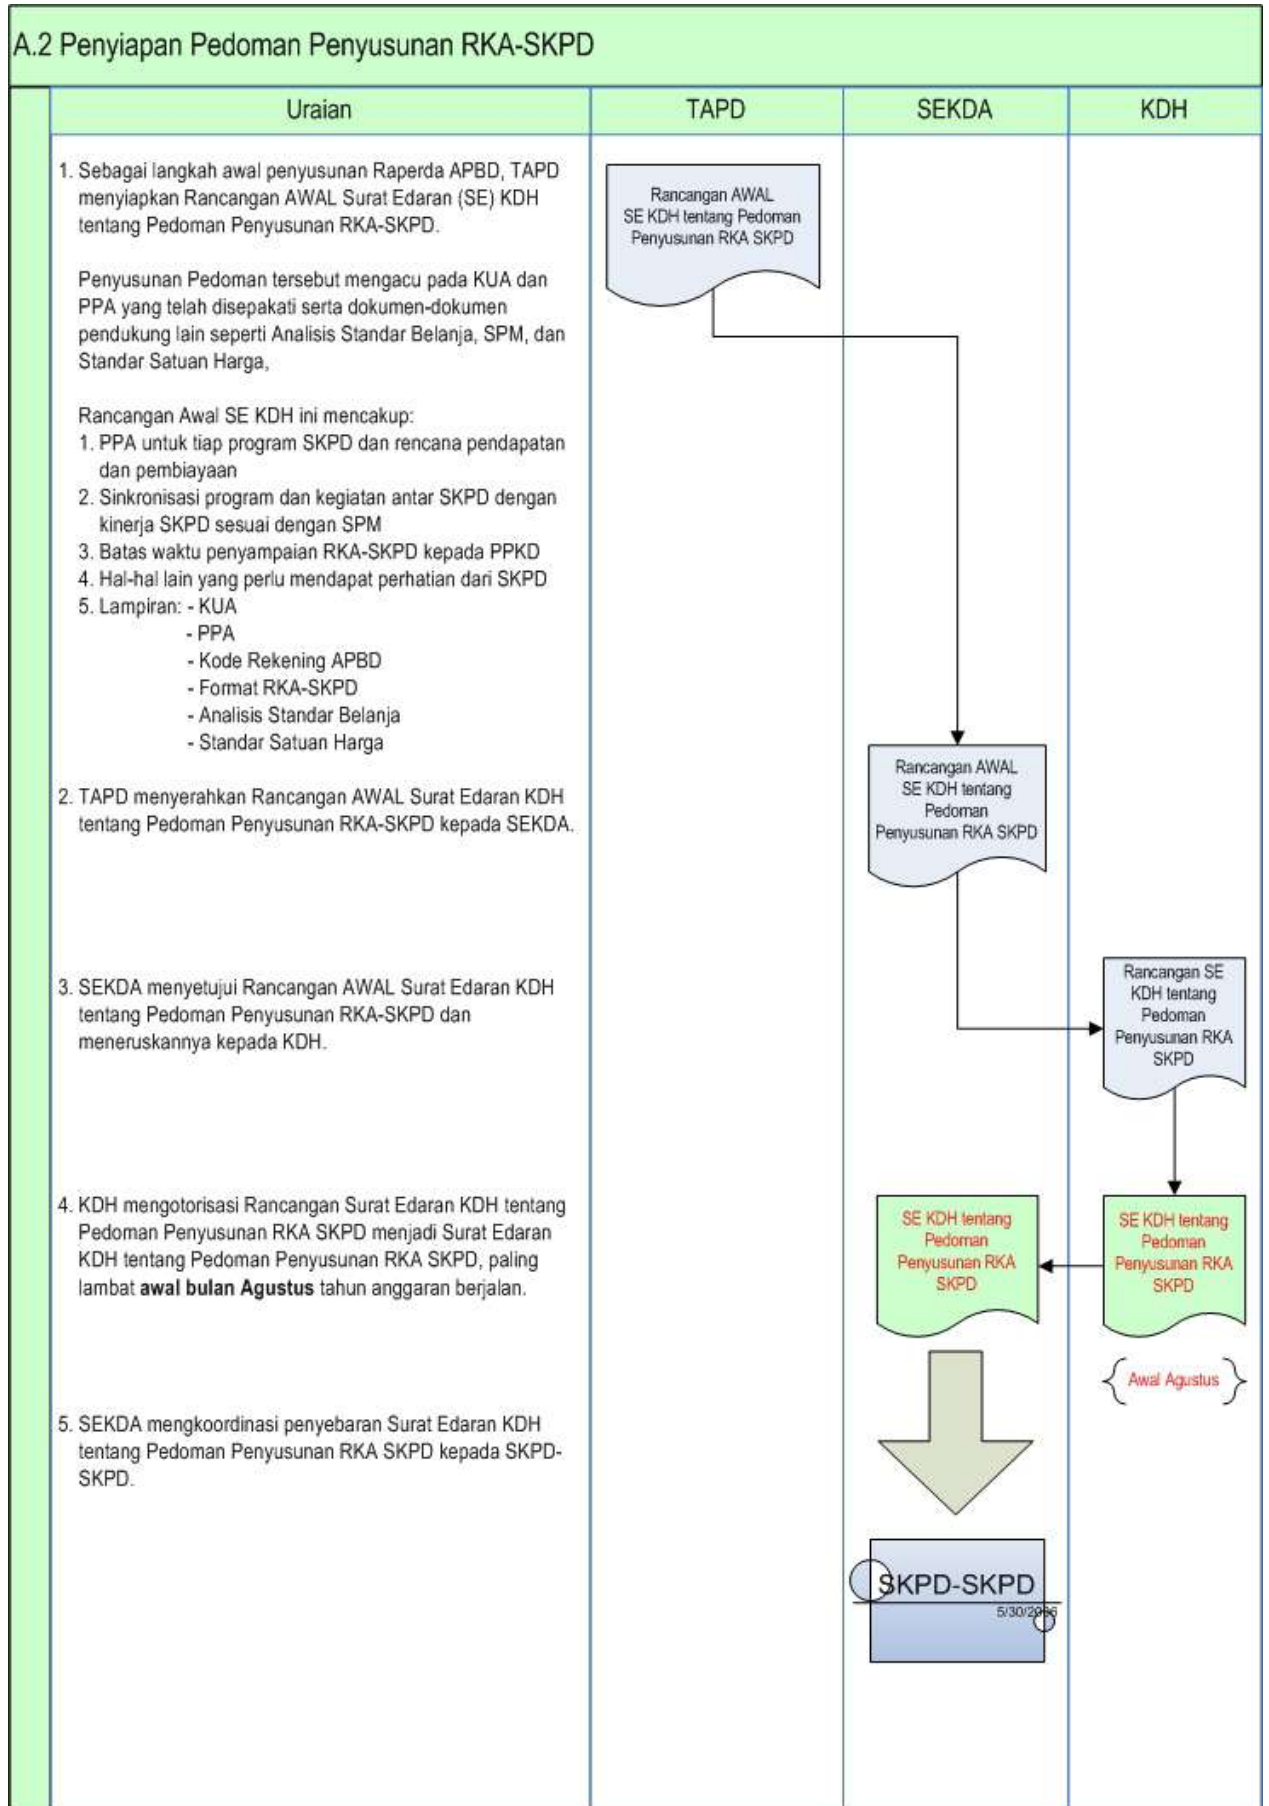 A.2 Penyiapan Pedoman Penyusunan RKA-SKPD
Uraian
TAPD
SEKDA
KDH
1. Sebagai langkah awal penyusunan Raperda APBD, TAPD
menyiapkan Rancangan AWAL Surat Edaran (SE) KDH
tentang Pedoman Penyusunan RKA-SKPD.
Penyusunan Pedoman tersebut mengacu pada KUA dan
PPA yang telah disepakati serta dokumen-dokumen
pendukung lain seperti Analisis Standar Belanja, SPM, dan
Standar Satuan Harga,
Rancangan Awal SE KDH ini mencakup:
1. PPA untuk tiap program SKPD dan rencana pendapatan
dan pembiayaan
2. Sinkronisasi program dan kegiatan antar SKPD dengan
kinerja SKPD sesuai dengan SPM
3. Batas waktu penyampaian RKA-SKPD kepada PPKD
4. Hal-hal lain yang perlu mendapat perhatian dari SKPD
5. Lampiran: - KUA
- PPA
- Kode Rekening APBD
- Format RKA-SKPD
- Analisis Standar Belanja
- Standar Satuan Harga
2. TAPD menyerahkan Rancangan AWAL Surat Edaran KDH
tentang Pedoman Penyusunan RKA-SKPD kepada SEKDA.
3. SEKDA menyetujui Rancangan AWAL Surat Edaran KDH
tentang Pedoman Penyusunan RKA-SKPD dan
meneruskannya kepada KDH.
4. KDH mengotorisasi Rancangan Surat Edaran KDH tentang
Pedoman Penyusunan RKA SKPD menjadi Surat Edaran
KDH tentang Pedoman Penyusunan RKA SKPD, paling
lambat awal bulan Agustus tahun anggaran berjalan.
5. SEKDA mengkoordinasi penyebaran Surat Edaran KDH
tentang Pedoman Penyusunan RKA SKPD kepada SKPD-
SKPD.
Rancangan AWAL
SE KDH tentang Pedoman
Penyusunan RKA SKPD
Rancangan AWAL
SE KDH tentang
Pedoman
Penyusunan RKA SKPD
Rancangan SE
KDH tentang
Pedoman
Penyusunan RKA
SKPD
SE KDH tentang
Pedoman
Penyusunan RKA
SKPD
SE KDH tentang
Pedoman
Penyusunan RKA
SKPD
Awal Agustus
SKPD-SKPD
5/30/2006